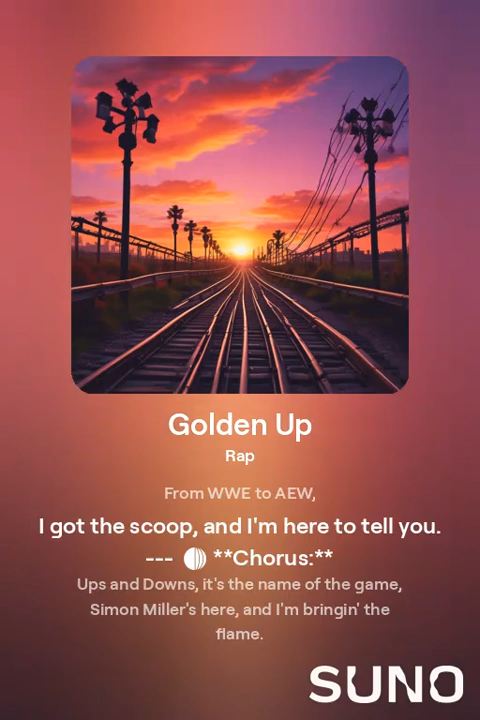 Golden Up
Rap
From WWE to AEW,
I got the scoop, and I'm here to tell you.
--- **Chorus:**
Ups and Downs, it's the name of the game,
Simon Miller's here, and I'm bringin' the
flame.
SUNO